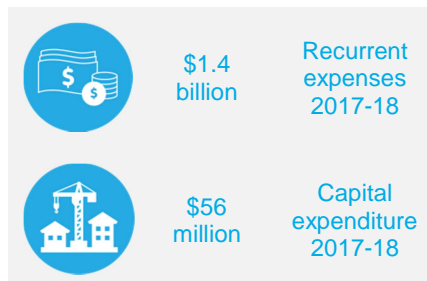 $
$
$1.4
billion
Recurrent
expenses
2017-18
$56
million
Capital
expenditure
2017-18